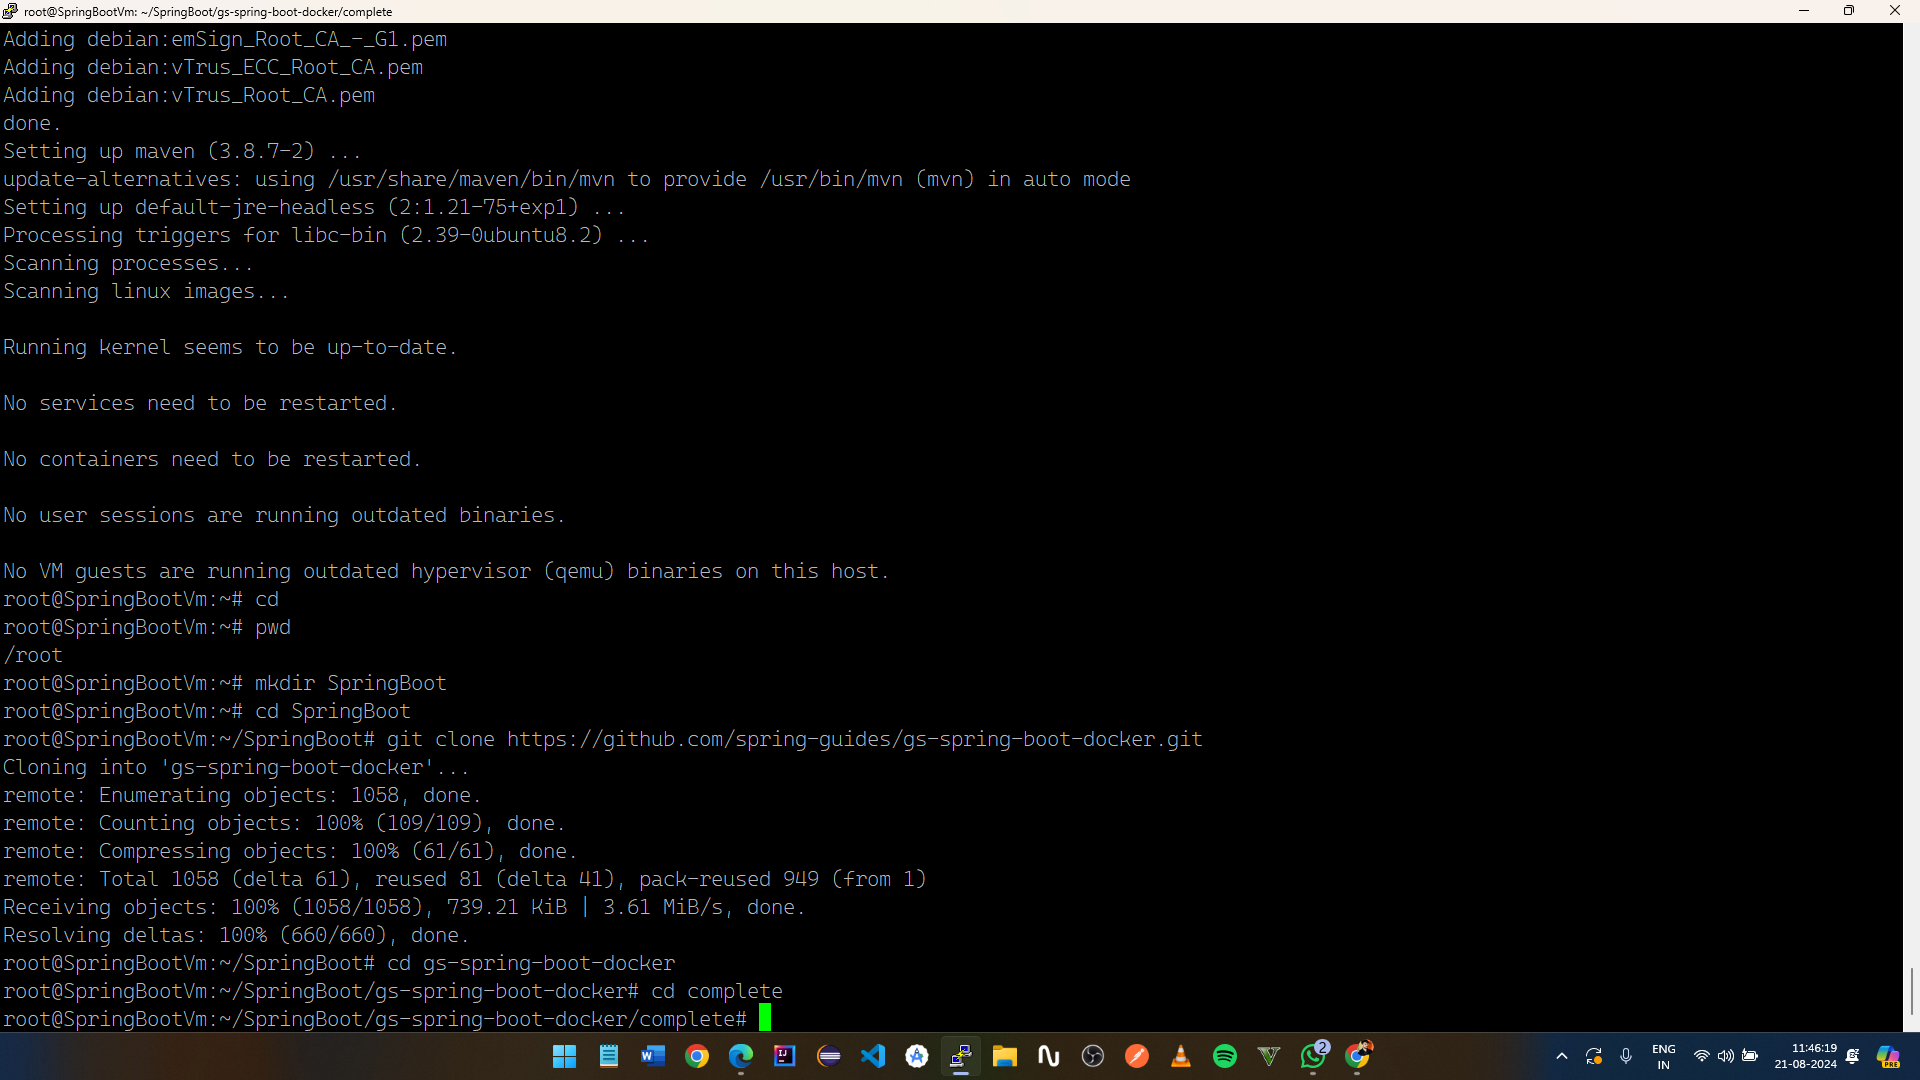 root@SpringBootVm: ~/SpringBoot/gs-spring-boot-docker/complete
Adding debian:emSign_Root_CA_-_G1.pem
Adding debian:vTrus_ECC_Root_CA.pem
Adding debian:vTrus_Root_CA.pem
done.
Setting up maven (3.8.7-2) ...
update-alternatives: using /usr/share/maven/bin/mvn to provide /usr/bin/mvn (mvn) in auto mode
Setting up default-jre-headless (2:1.21-75+exp1) ...
Processing triggers for libc-bin (2.39-0ubuntu8.2) ...
Scanning processes...
Scanning linux images...
Running kernel seems to be up-to-date.
No services need to be restarted.
No containers need to be restarted.
No user sessions are running outdated binaries.
No VM guests are running outdated hypervisor (qemu) binaries on this host.
root@SpringBootVm:~# cd
root@SpringBootVm:~# pwd
/root
root@SpringBootVm:~# mkdir SpringBoot
root@SpringBootVm:~# cd SpringBoot
root@SpringBootVm:~/SpringBoot# git clone https://github.com/spring-guides/gs-spring-boot-docker.git
Cloning into 'gs-spring-boot-docker'...
remote: Enumerating objects: 1058, done.
remote: Counting objects: 100% (109/109), done.
remote: Compressing objects: 100% (61/61), done.
remote: Total 1058 (delta 61), reused 81 (delta 41), pack-reused 949 (from 1)
Receiving objects: 100% (1058/1058), 739.21 KiB | 3.61 MiB/s, done.
Resolving deltas: 100% (660/660), done.
root@SpringBootVm:~/SpringBoot# cd gs-spring-boot-docker
root@SpringBootVm:~/SpringBoot/gs-spring-boot-docker# cd complete
root@SpringBootVm:~/SpringBoot/gs-spring-boot-docker/complete#
2
ENG
IN
11:46:19
21-08-2024
PRE